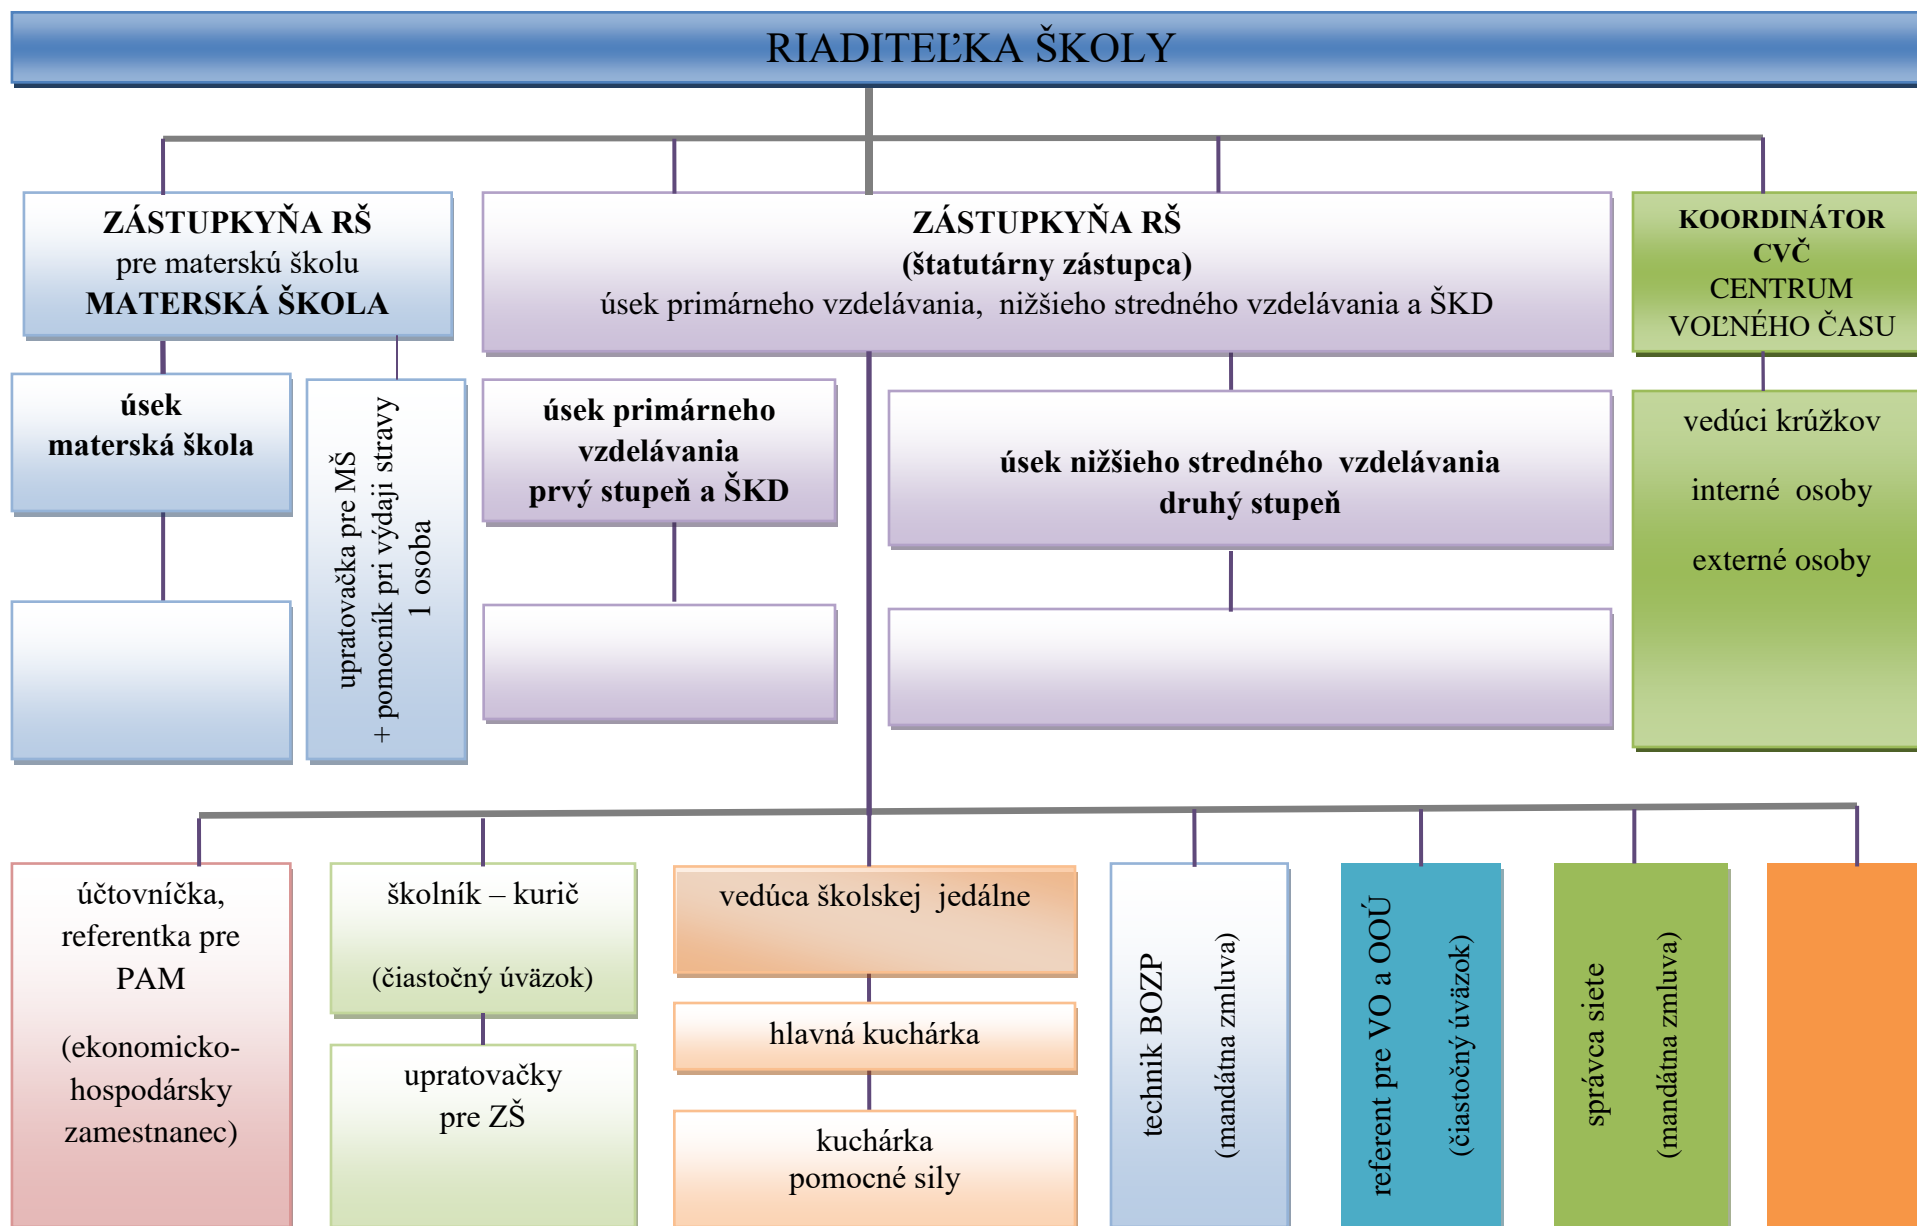 RIADITEĽKA ŠKOLY
ZÁSTUPKYŇA RŠ
pre materskú školu
MATERSKÁ ŠKOLA
ZÁSTUPKYŇA RŠ
(štatutárny zástupca)
úsek primárneho vzdelávania,  nižšieho stredného vzdelávania a ŠKD
KOORDINÁTOR
CVČ
CENTRUM
VOĽNÉHO ČASU
úsek
materská škola
upratovačka pre MŠ
+ pomocník pri výdaji stravy
1 osoba
úsek primárneho
vzdelávania
prvý stupeň a ŠKD
úsek nižšieho stredného  vzdelávania
druhý stupeň
vedúci krúžkov
interné  osoby
externé osoby
účtovníčka,
referentka pre
PAM
(ekonomicko-
hospodársky
zamestnanec)
školník – kurič
(čiastočný úväzok)
upratovačky
pre ZŠ
vedúca školskej  jedálne
hlavná kuchárka
kuchárka
pomocné sily
technik BOZP
(mandátna zmluva)
referent pre VO a OOÚ
(čiastočný úväzok)
správca siete
(mandátna zmluva)